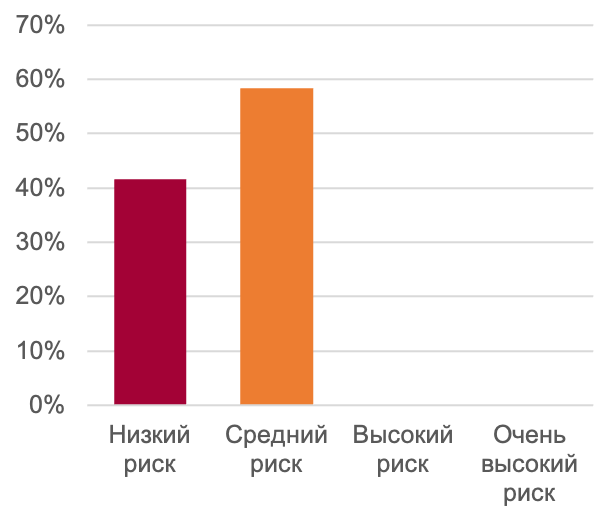 70%
60%
50%
40%
30%
20%
10%
0%
Низкий
риск
Средний
риск
Высокий
риск
Очень
высокий
риск